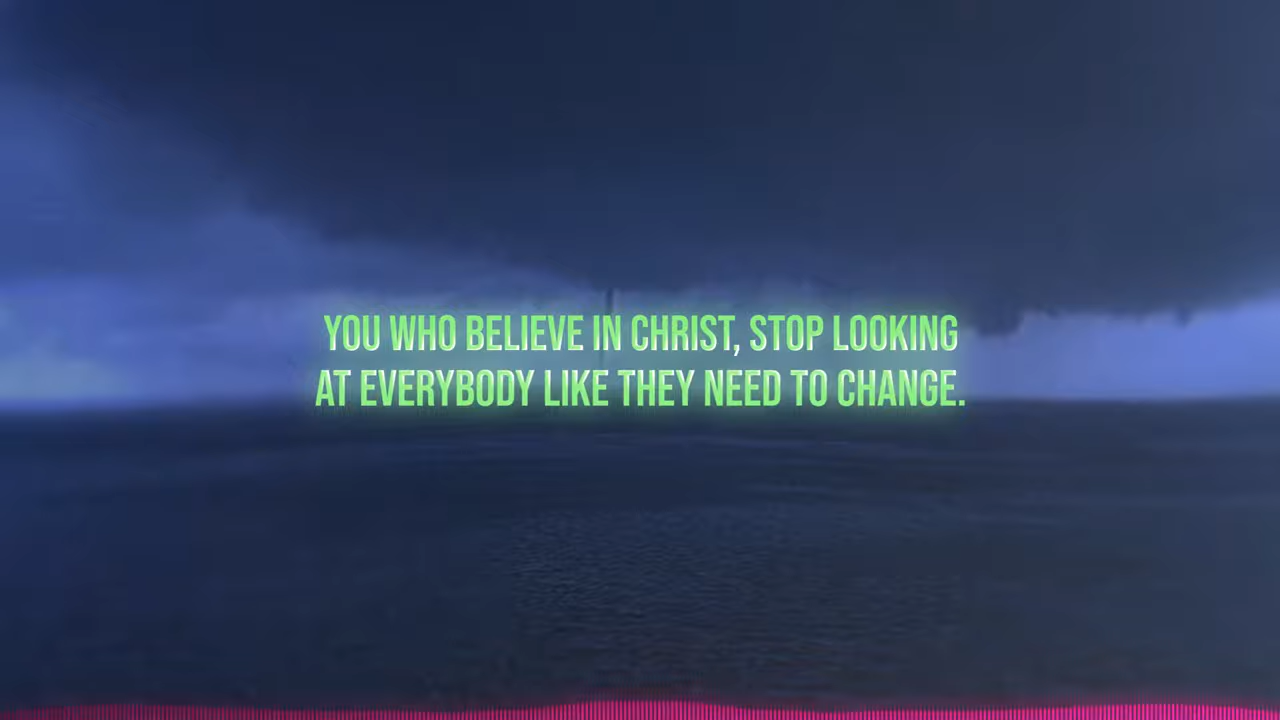 YOU WHO BELIEVE IN CHRIST, STOP LOOKING
AT EVERYBODY LIKE THEY NEED TO CHANGE.